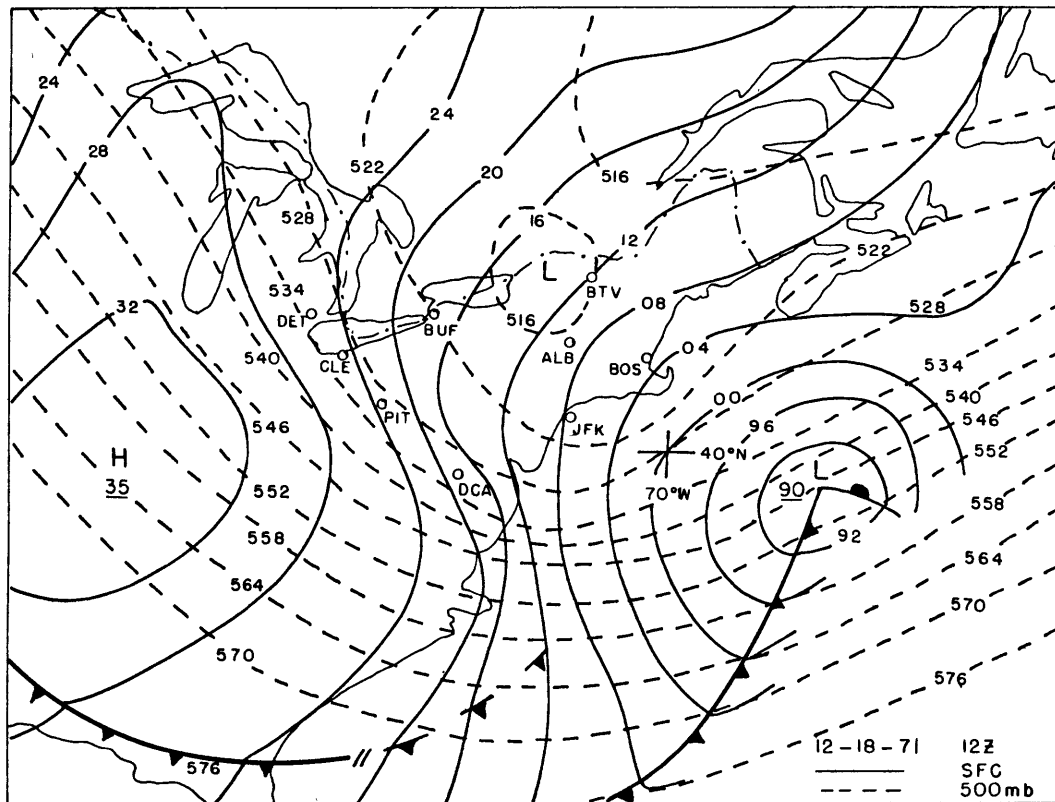 24
24
28
522
20
516
528
16
12
522
L
BTV
534
08
528
32
DET
516
BUF
ALB
04
CLE
BOS
534
540
00
540
PIT
JFK
96
546
546
40°N
552
H
L
35
DCA
70°W
90
552
558
92
558
564
564
570
570
576
12-18-71 12Z
576
SFC
500mb